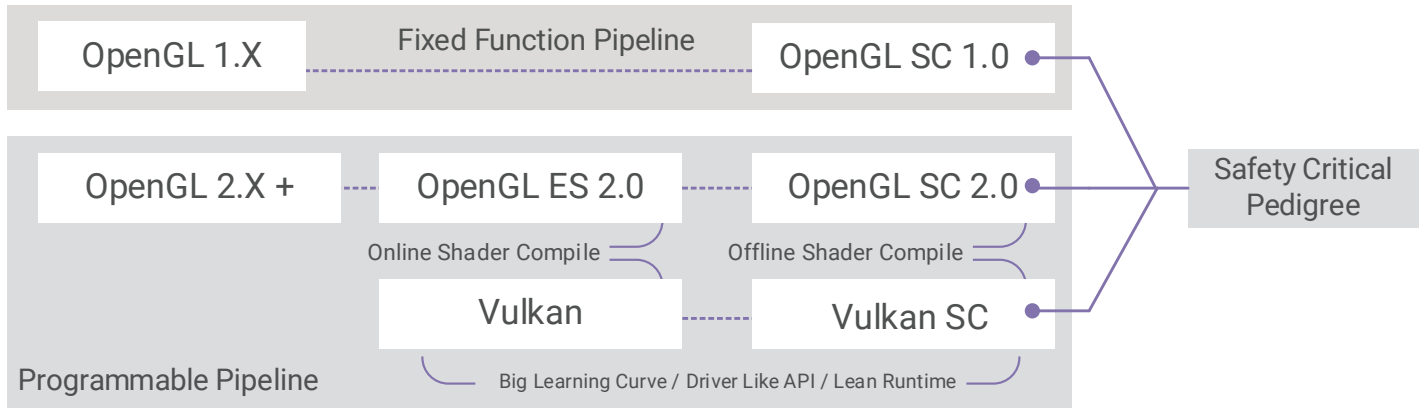 OpenGL 1.X
Fixed Function Pipeline
OpenGL SC 1.0
OpenGL 2.X +
OpenGL ES 2.0
OpenGL SC 2.0
Safety Critical
Pedigree
Online Shader Compile
Offline Shader Compile
Vulkan
Vulkan SC
Programmable Pipeline
Big Learning Curve / Driver Like API / Lean Runtime